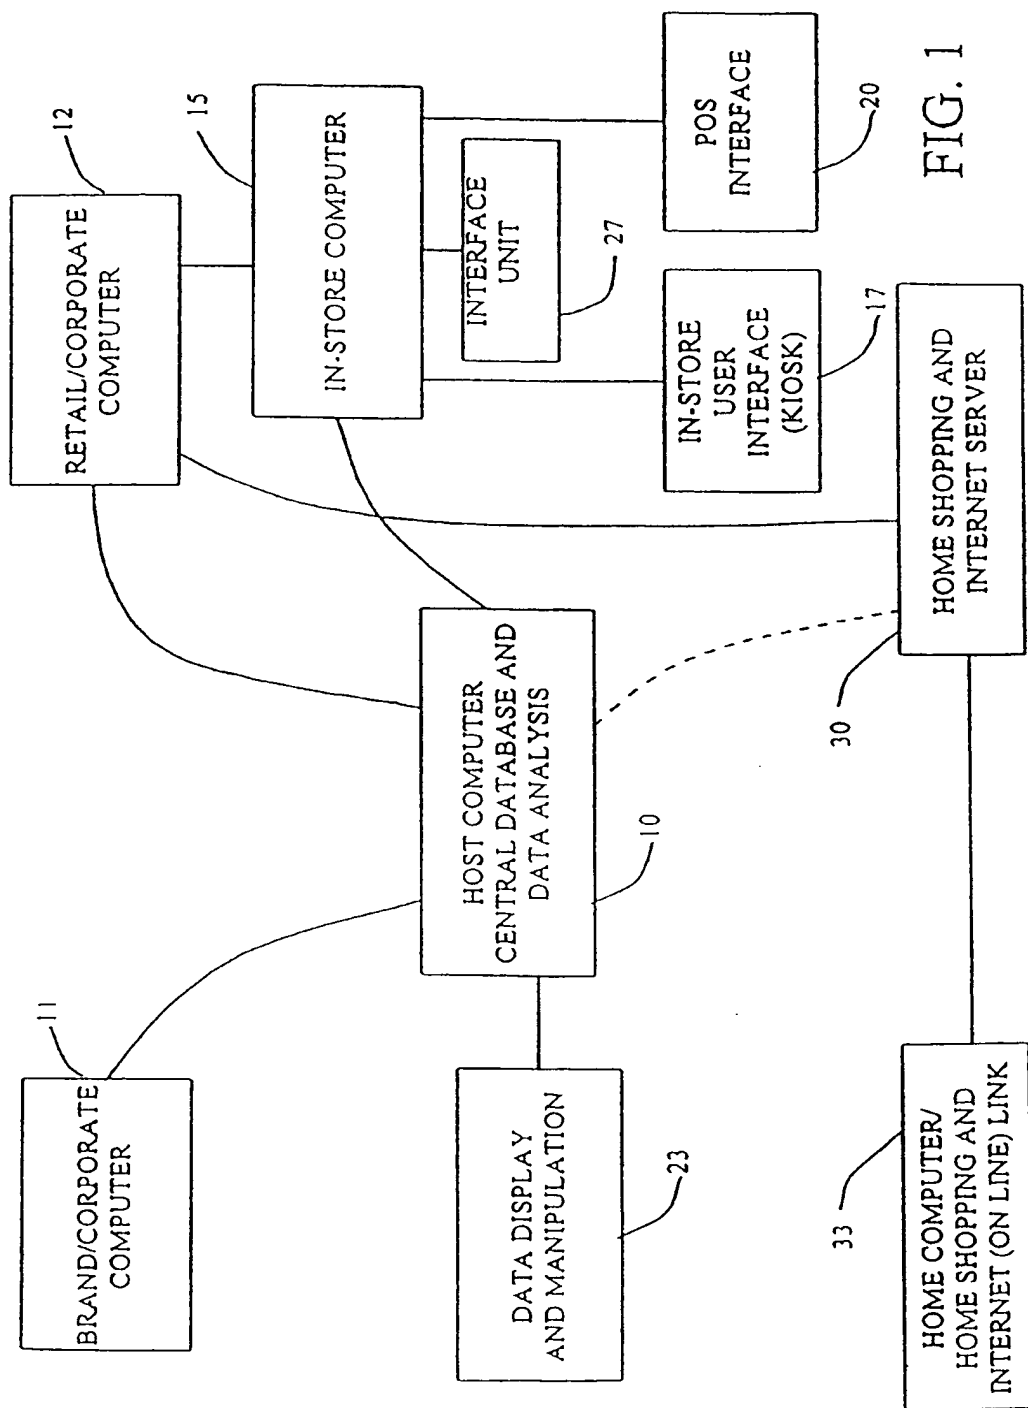 BRAND/CORPORATE
COMPUTER
11
RETAIL/CORPORATE
COMPUTER
12
IN-STORE COMPUTER
15
HOST COMPUTER
CENTRAL DATABASE AND
DATA ANALYSIS
10
DATA DISPLAY
AND MANIPULATION
23
INTERFACE
UNIT
27
IN-STORE
USER
INTERFACE
(KIOSK)
17
POS
INTERFACE
20
HOME COMPUTER/
HOME SHOPPING AND
INTERNET (ON LINE) LINK
33
HOME SHOPPING AND
INTERNET SERVER
30
FIG. 1